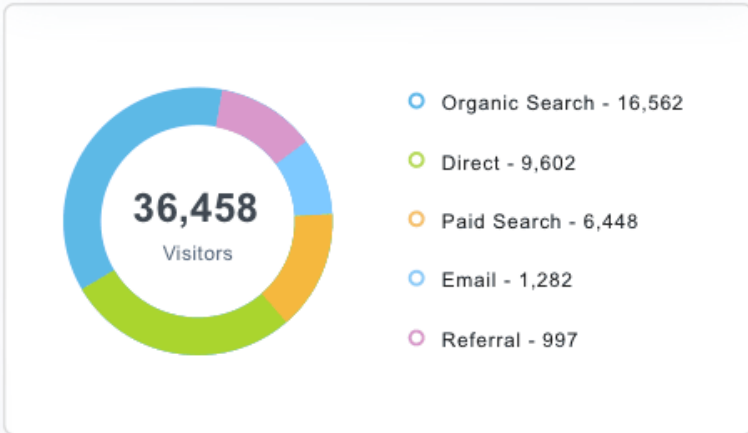 36,458
Visitors
Organic Search - 16,562
Direct - 9,602
Paid Search - 6,448
Email - 1,282
Referral - 997